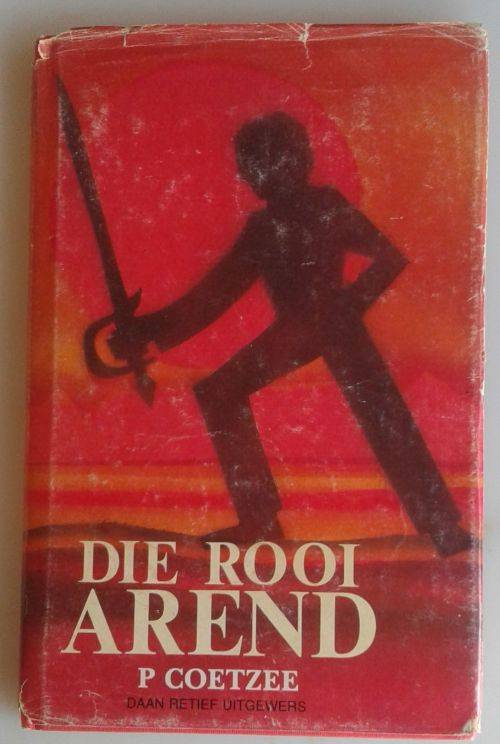 DIE ROOI
AREND
P COETZEE
DAAN RETIEF UITGEWERS